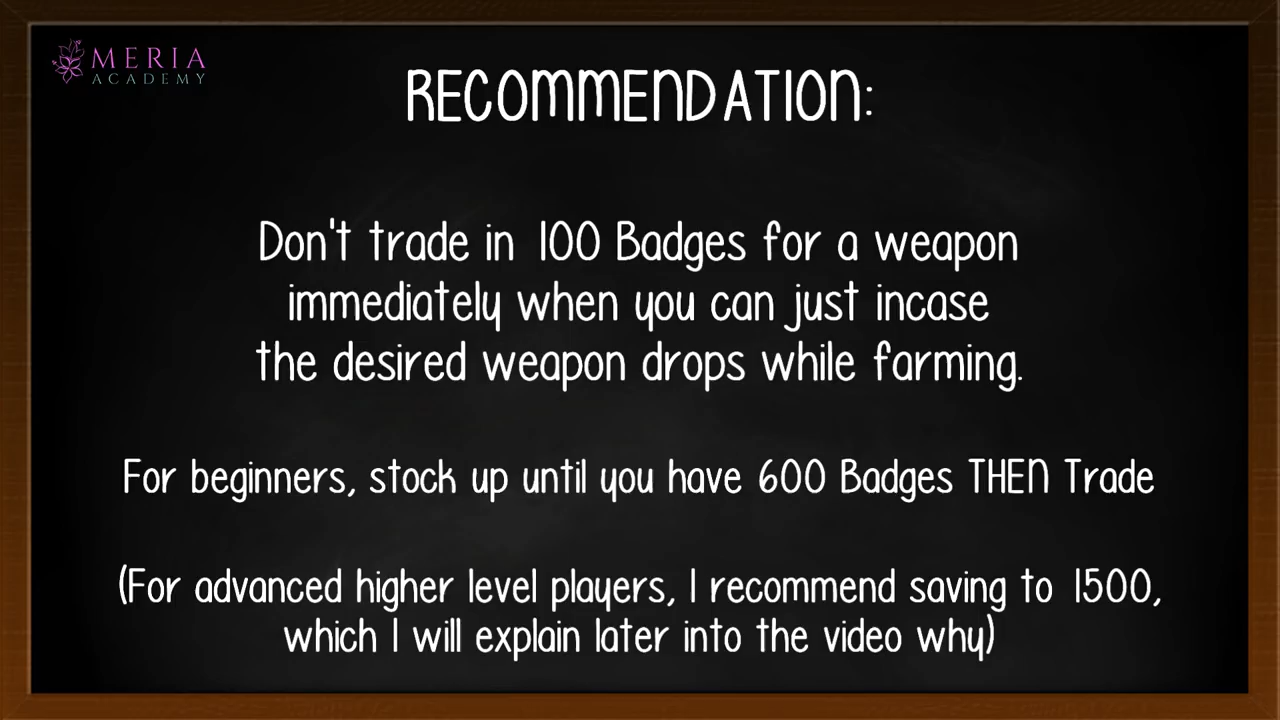 MERIA
ACADEMY
RECOMMENDATION:
Don't trade in 100 Badges for a weapon
immediately when you can just incase
the desired weapon drops while farming.
For beginners, stock up until you have 600 Badges THEN Trade
(For advanced higher level players, I recommend saving to 1500,
which I will explain later into the video why)